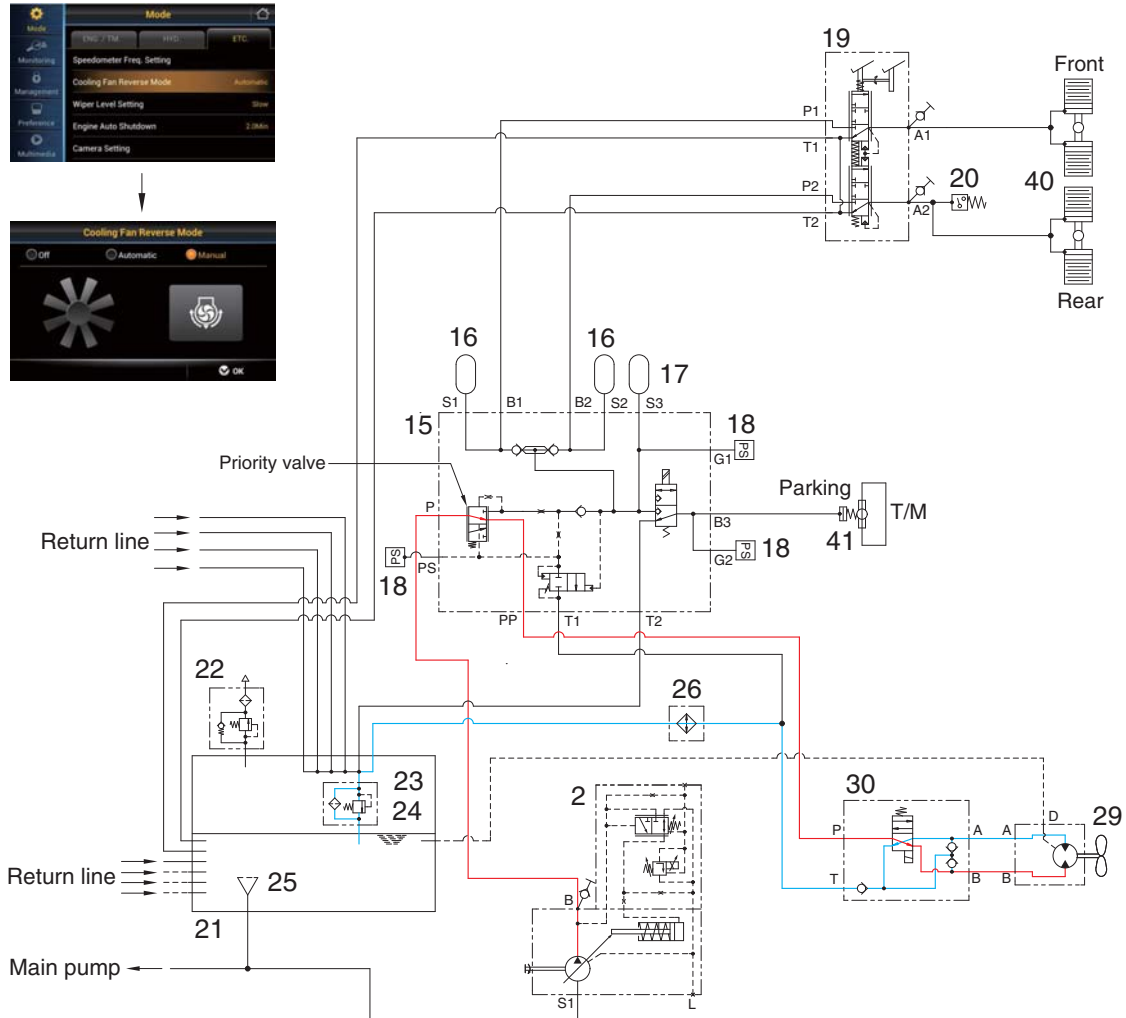 Mode
Mode
ENG. / TM.
HYD.
ETC.
Monitoring
Speedometer Freq. Setting
Management
Cooling Fan Reverse Mode
Automatic
Wiper Level Setting
Slow
Preference
Engine Auto Shutdown
2.0Min
Multimedia
Camera Setting
Cooling Fan Reverse Mode
Off
Automatic
Manual
OK
19
Front
P1
T1
A1
P2
20
40
A2
T2
Rear
16
16
17
S1
B1
B2
S2
S3
15
18
PS
G1
Priority valve
P
Parking
T/M
B3
41
Return line
PS
18
PS
PS
18
G2
PP
T1
T2
22
26
23
24
2
30
D
29
P
A
A
T
B
B
Return line
25
B
21
Main pump
S1
L